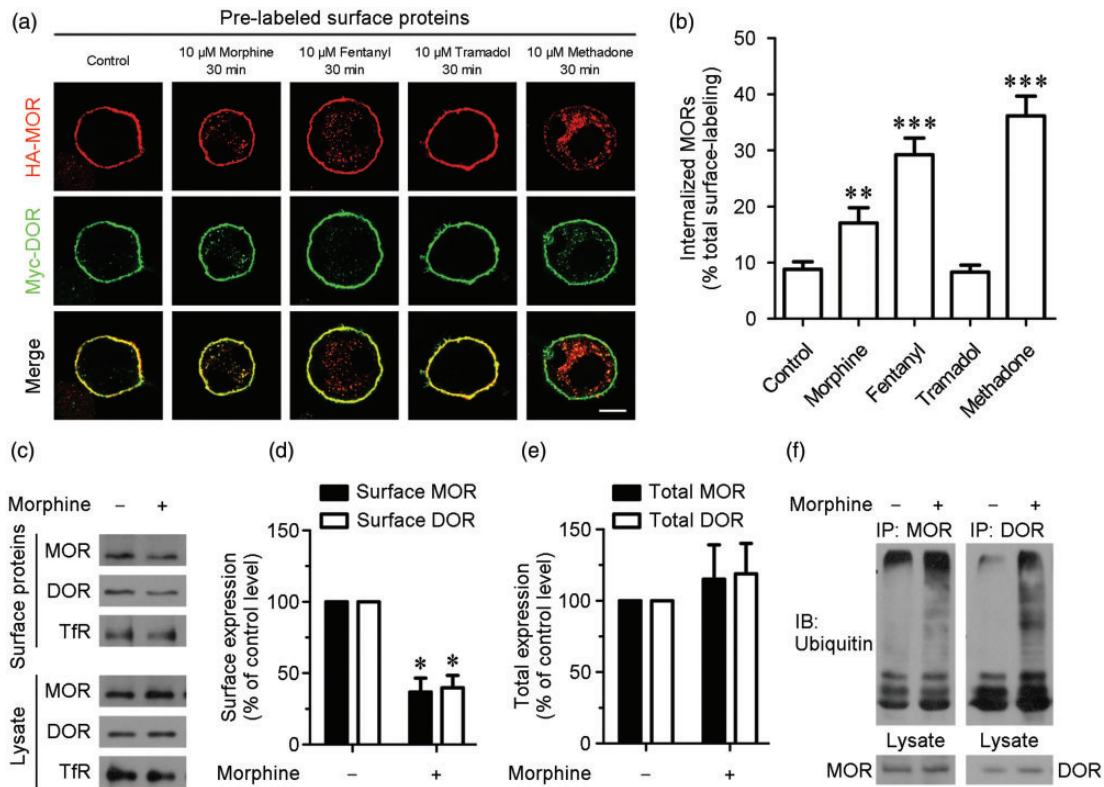 (a)
Pre-labeled surface proteins
Control
10 µM Morphine
30 min
10 µM Fentanyl
30 min
10 µM Tramadol
30 min
10 µM Methadone
30 min
HA-MOR
Myc-DOR
Merge
(b)
Internalized MORs
(% total surface-labeling)
50
40
30
20
10
0
**
***
***
Control
Morphine
Fentanyl
Tramadol
Methadone
(c)
Morphine – +
Surface proteins
MOR
DOR
TfR
Lysate
MOR
DOR
TfR
(d)
Surface MOR
Surface DOR
Surface expression
(% of control level)
150
100
50
0
* *
Morphine – +
(e)
Total MOR
Total DOR
Total expression
(% of control level)
150
100
50
0
Morphine – +
(f)
Morphine – + – +
IP: MOR IP: DOR
IB:
Ubiquitin
Lysate Lysate
MOR DOR